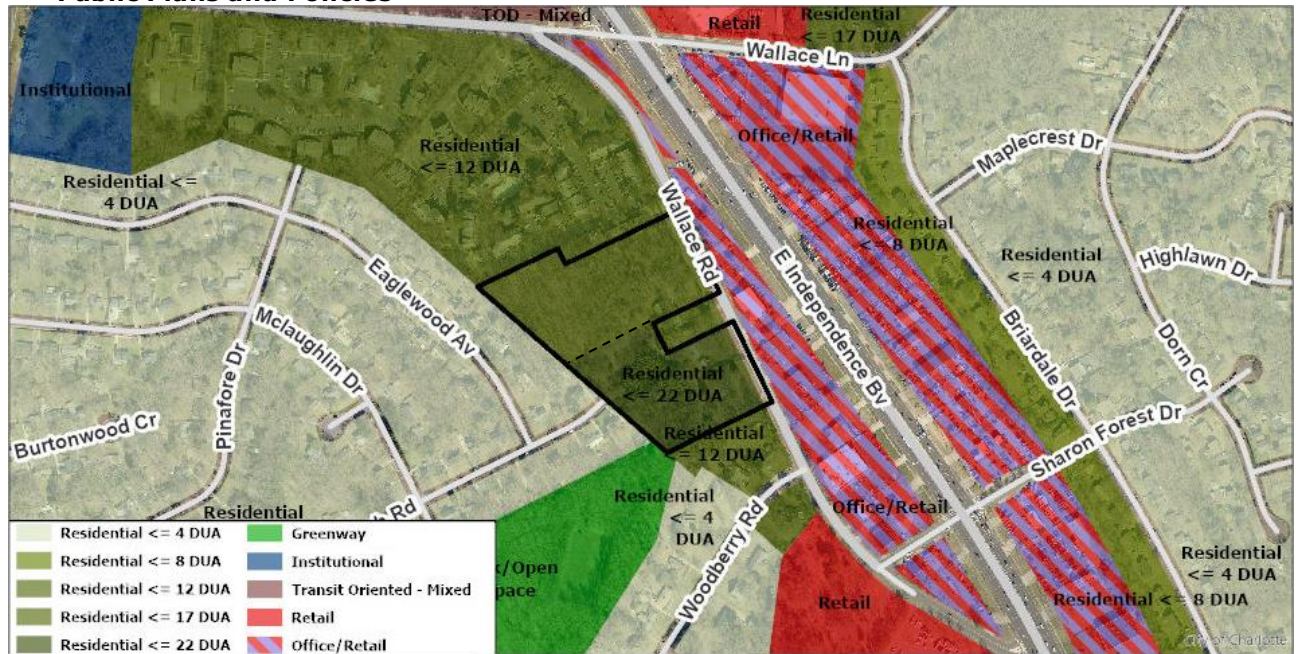 Public Plans and Policies
TOD - Mixed
Retail
Residential
<= 17 DUA
Wallace Ln
Institutional
Office/Retail
Residential
<= 12 DUA
Maplecrest Dr
Residential <=
4 DUA
Wallace Rd
Residential
<= 8 DUA
Residential
<= 4 DUA
Highlawn Dr
Eaglewood Av
E Independence Bv
Mclaughlin Dr
Pinafore Dr
Briardale Dr
Dorn Cr
Residential
<= 22 DUA
Burtonwood Cr
Residential
<= 12 DUA
Sharon Forest Dr
Residential
<= 4
DUA
Office/Retail
Woodberry Rd
Residential
Rd
k/Open
pace
Retail
Residential
<= 4 DUA
Residential <= 8 DUA
Residential <= 4 DUA
Residential <= 8 DUA
Residential <= 12 DUA
Residential <= 17 DUA
Residential <= 22 DUA
Greenway
Institutional
Transit Oriented - Mixed
Retail
Office/Retail
City of Charlotte